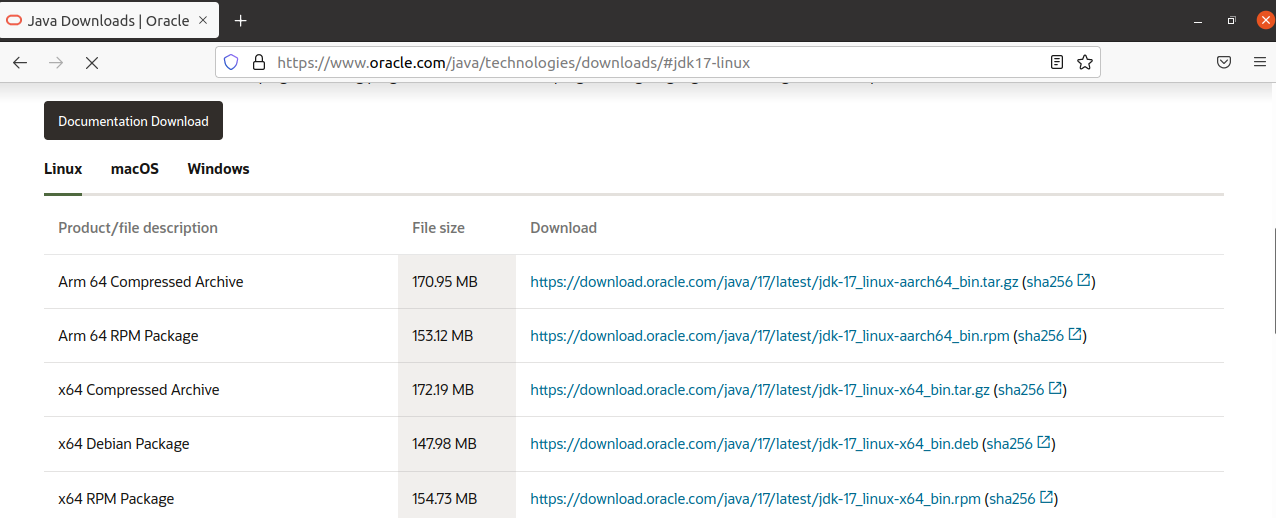 Java Downloads | Oracle
https://www.oracle.com/java/technologies/downloads/#jdk17-linux
Documentation Download
Linux macOS Windows
Product/file description File size Download
Arm 64 Compressed Archive 170.95 MB https://download.oracle.com/java/17/latest/jdk-17_linux-aarch64_bin.tar.gz (sha256)
Arm 64 RPM Package 153.12 MB https://download.oracle.com/java/17/latest/jdk-17_linux-aarch64_bin.rpm (sha256)
x64 Compressed Archive 172.19 MB https://download.oracle.com/java/17/latest/jdk-17_linux-x64_bin.tar.gz (sha256)
x64 Debian Package 147.98 MB https://download.oracle.com/java/17/latest/jdk-17_linux-x64_bin.deb (sha256)
x64 RPM Package 154.73 MB https://download.oracle.com/java/17/latest/jdk-17_linux-x64_bin.rpm (sha256)